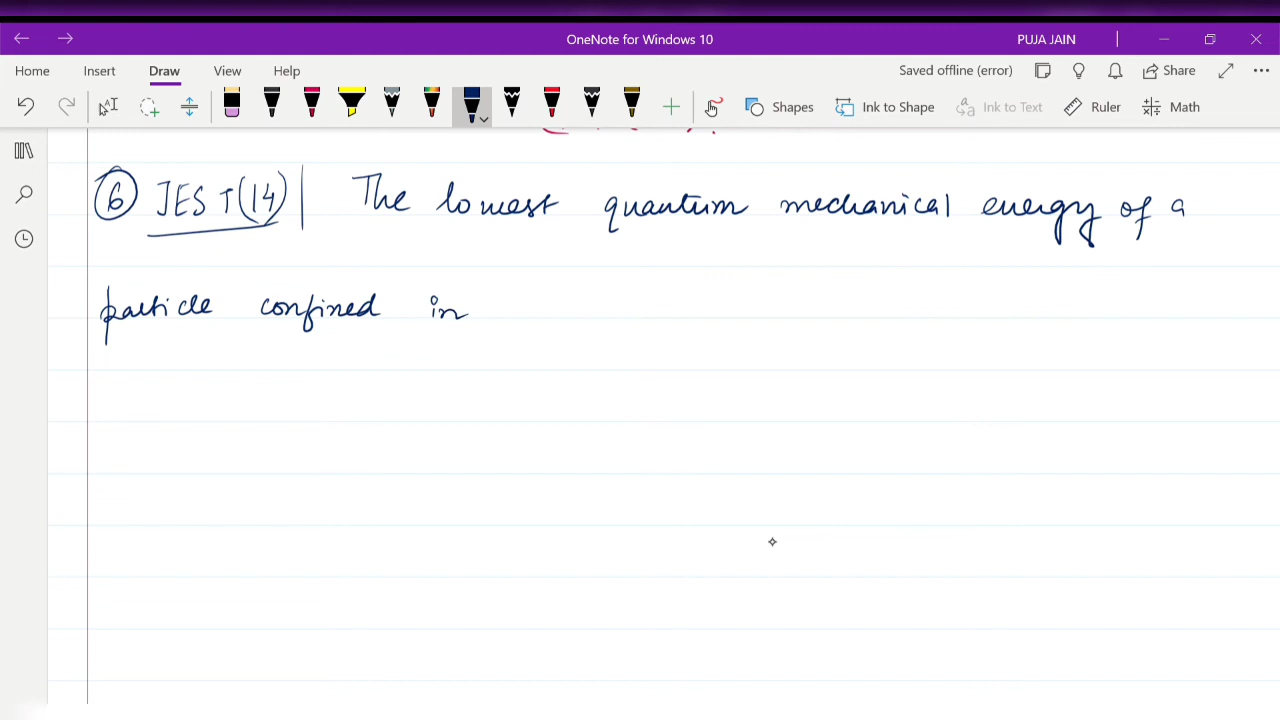 OneNote for Windows 10
PUJA JAIN
Home Insert Draw View Help
Saved offline (error)
Share
Shapes
Ink to Shape
Ink to Text
Ruler
Math
6 JEST(14) | The lowest quantum mechanical energy of a
particle confined in